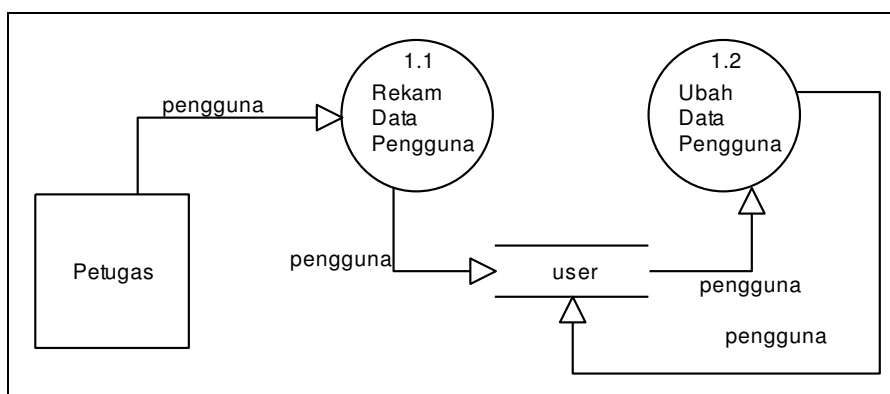 1.1
Rekam
Data
Pengguna
1.2
Ubah
Data
Pengguna
pengguna
Petugas
pengguna
user
pengguna
pengguna